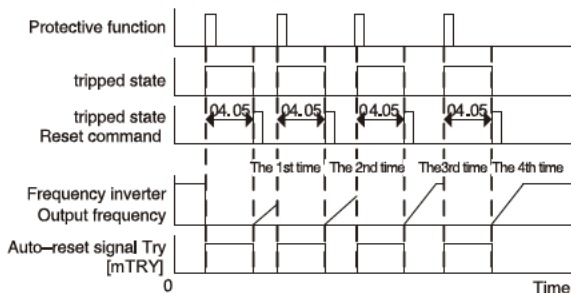 Protective function
tripped state
tripped state
Reset command
04.05 04.05 04.05 04.05
The 1st time The 2nd time The3rd time The 4th time
Frequency inverter
Output frequency
Auto–reset signal Try
[mTRY]
0 Time